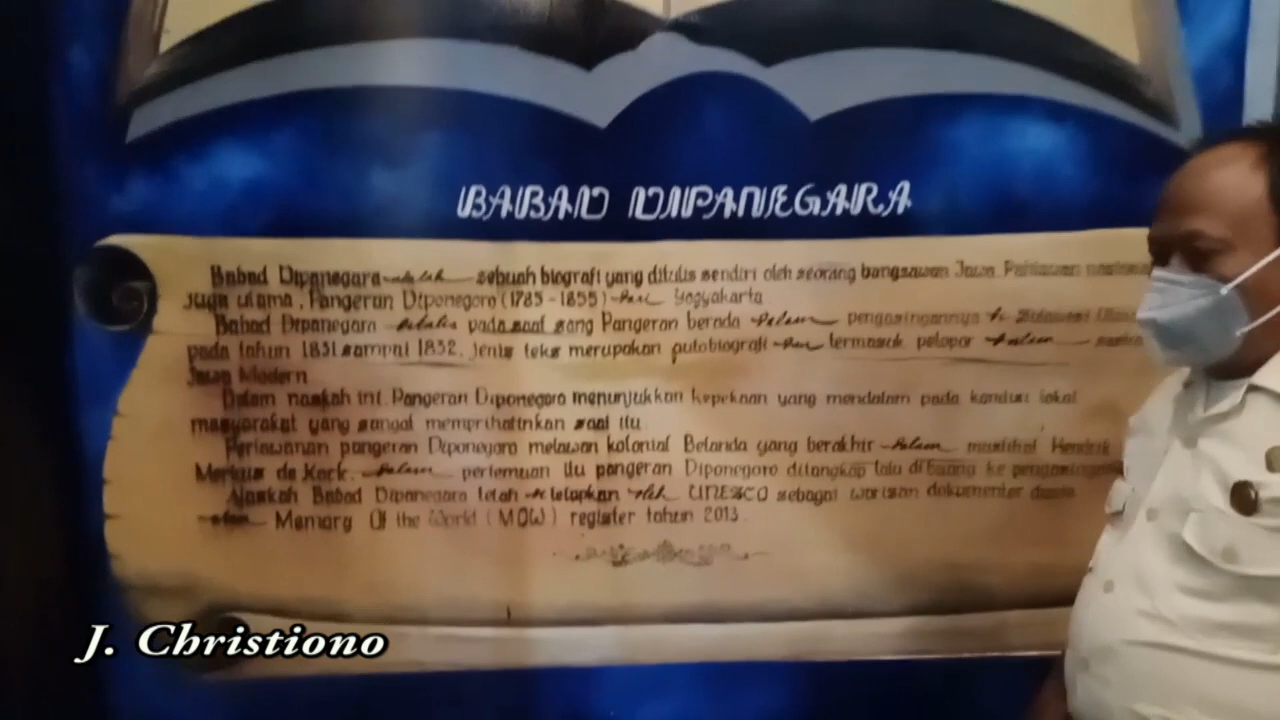 BABAD DIPANEGARA
Babad Dipanegara adalah sebuah biografi yang ditulis sendiri oleh seorang bangsawan Jawa. Pahlawan nasional
juga ulama, Pangeran Diponegoro (1785 - 1855) dari Yogyakarta
Babad Dipanegara ditulis pada saat sang Pangeran berada dalam pengasingannya di Sulawesi Utara
pada tahun 1831 sampai 1832. Jenis teks merupakan autobiografi dan termasuk pelopor dalam
Jawa Modern
Dalam naskah ini, Pangeran Diponegoro menunjukkan kepekaan yang mendalam pada kondisi lokal
masyarakat yang sangat memprihatinkan saat itu
Perlawanan pangeran Diponegoro melawan kolonial Belanda yang berakhir dalam muslihat Hendrik
Merkus de Kock. dalam pertemuan itu pangeran Diponegoro ditangkap lalu dibuang ke pengasingan
Naskah Babad Dipanegara telah ditetapkan oleh UNESCO sebagai warisan dokumenter dunia
atau Memory Of the World (MOW) register tahun 2013
J. Christiono